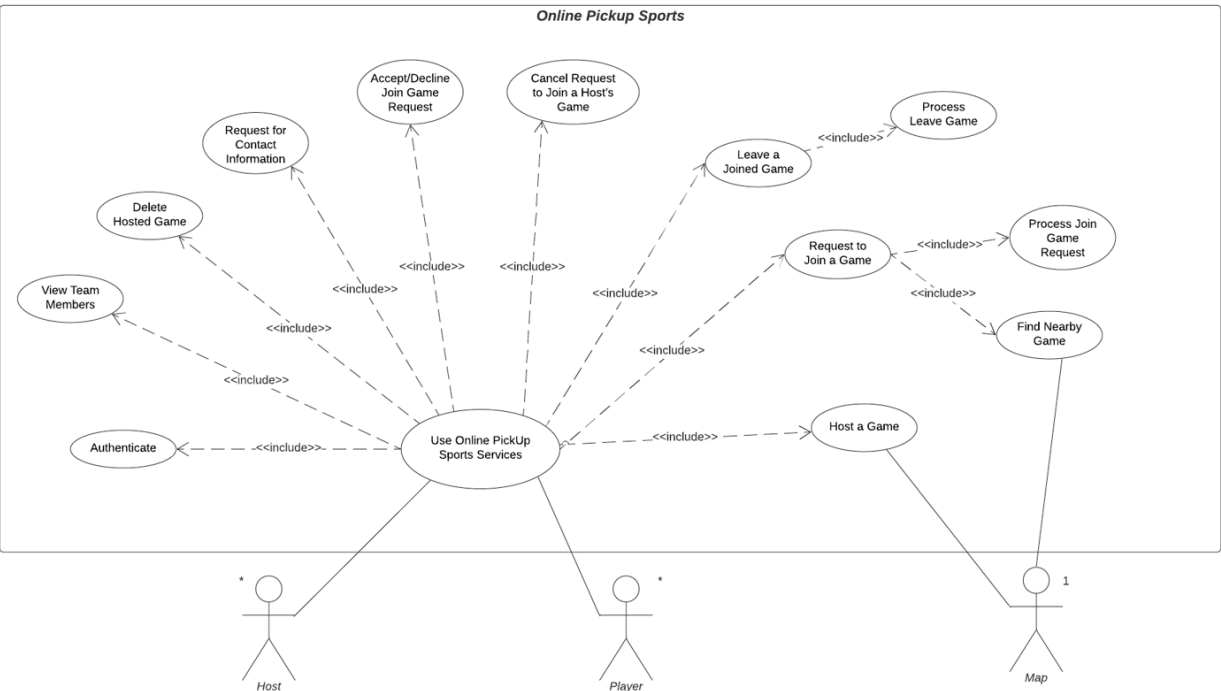 Online Pickup Sports
Accept/Decline
Join Game
Request
Cancel Request
to Join a Host's
Game
Process
Leave Game
<<include>>
Request for
Contact
Information
Leave a
Joined Game
Delete
Hosted Game
Process Join
Game
Request
Request to
Join a Game
<<include>>
<<include>>
<<include>>
<<include>>
<<include>>
<<include>>
<<include>>
View Team
Members
<<include>>
Find Nearby
Game
<<include>>
<<include>>
Host a Game
<<include>>
Authenticate
<<include>>
Use Online PickUp
Sports Services
*
*
1
Host
Player
Map